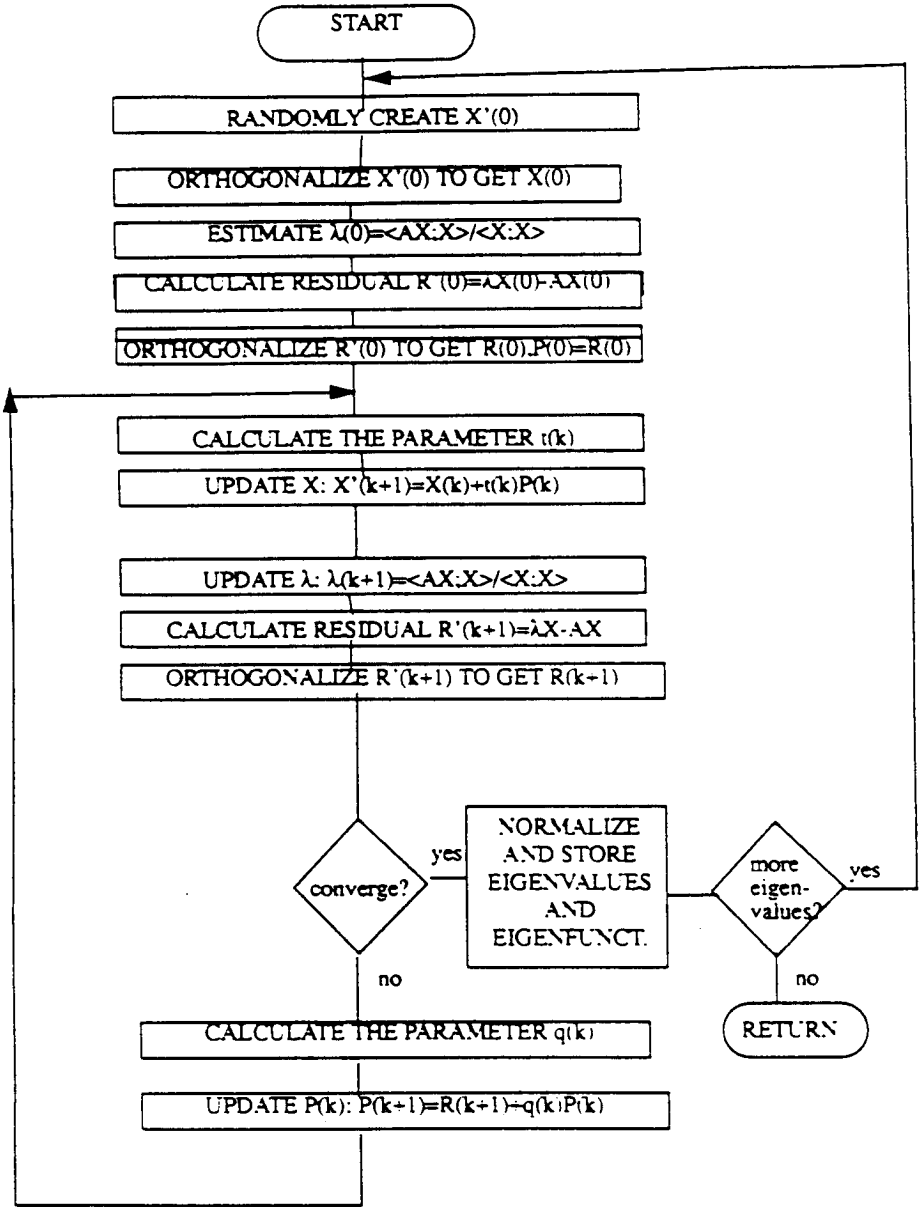 START
RANDOMLY CREATE X'(0)
ORTHOGONALIZE X'(0) TO GET X(0)
ESTIMATE λ(0)=<AX;X>/<X;X>
CALCULATE RESIDUAL R'(0)=λX(0)-AX(0)
ORTHOGONALIZE R'(0) TO GET R(0).P(0)=R(0)
CALCULATE THE PARAMETER t(k)
UPDATE X: X'(k+1)=X(k)+t(k)P(k)
UPDATE λ: λ(k+1)=<AX;X>/<X;X>
CALCULATE RESIDUAL R'(k+1)=λX-AX
ORTHOGONALIZE R'(k+1) TO GET R(k+1)
converge?
yes
NORMALIZE
AND STORE
EIGENVALUES
AND
EIGENFUNCT.
more
eigen-
values?
yes
no
no
RETURN
CALCULATE THE PARAMETER q(k)
UPDATE P(k): P(k+1)=R(k+1)+q(k)P(k)